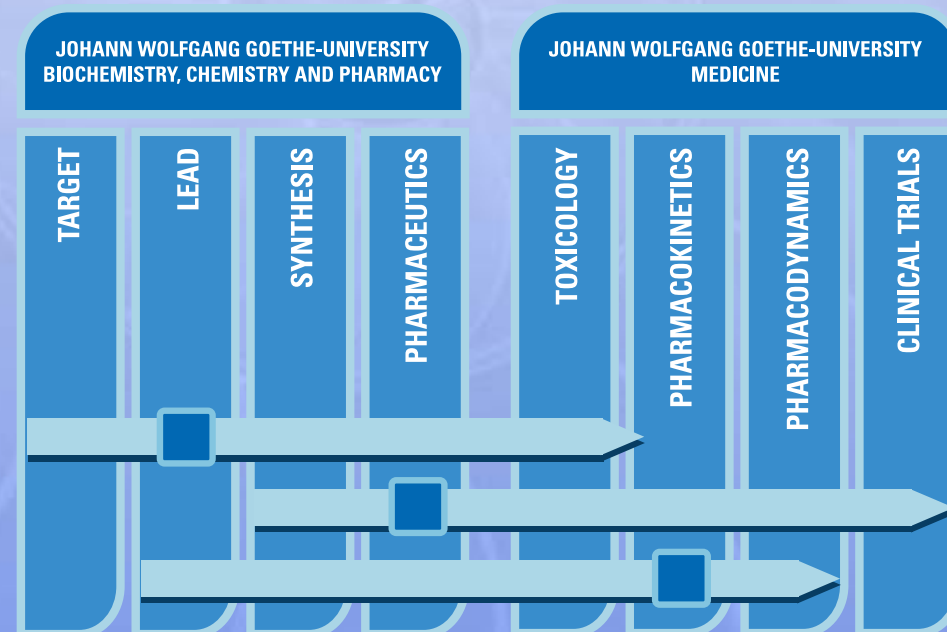 JOHANN WOLFGANG GOETHE-UNIVERSITY
BIOCHEMISTRY, CHEMISTRY AND PHARMACY
JOHANN WOLFGANG GOETHE-UNIVERSITY
MEDICINE
TARGET
LEAD
SYNTHESIS
PHARMACEUTICS
TOXICOLOGY
PHARMACOKINETICS
PHARMACODYNAMICS
CLINICAL TRIALS